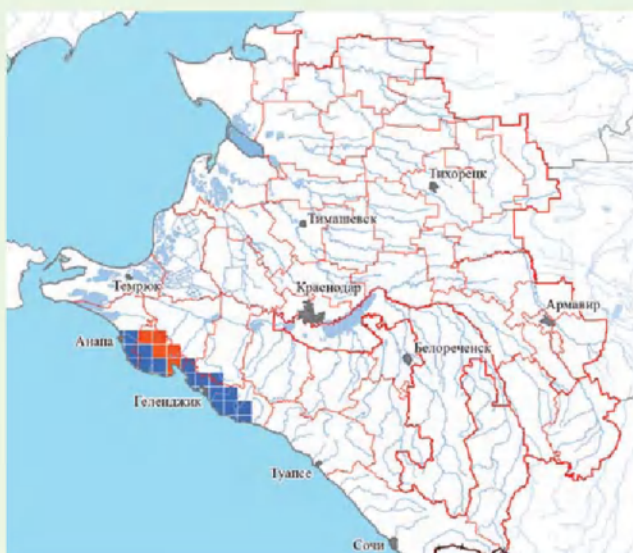 Тихорецк
Тимашевск
Темрюк
Краснодар
Армавир
Анапа
Белореченск
Геленджик
Туапсе
Сочи